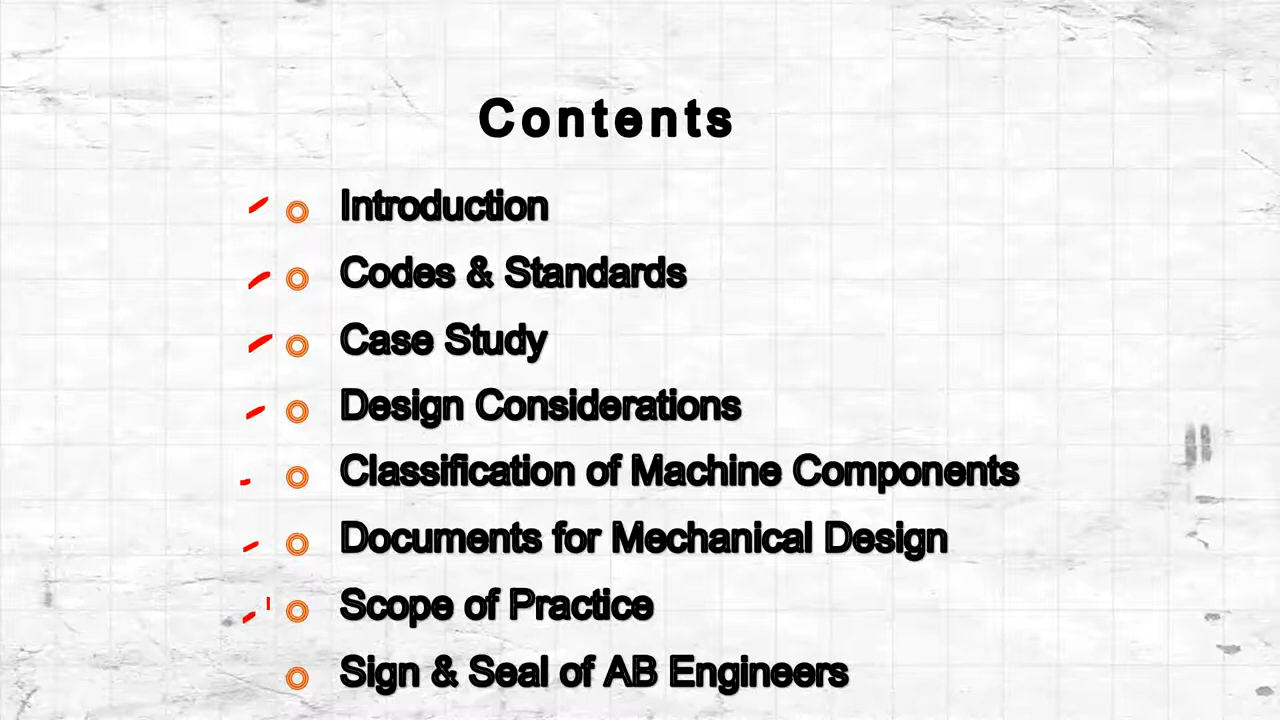 Contents
Introduction
Codes & Standards
Case Study
Design Considerations
Classification of Machine Components
Documents for Mechanical Design
Scope of Practice
Sign & Seal of AB Engineers